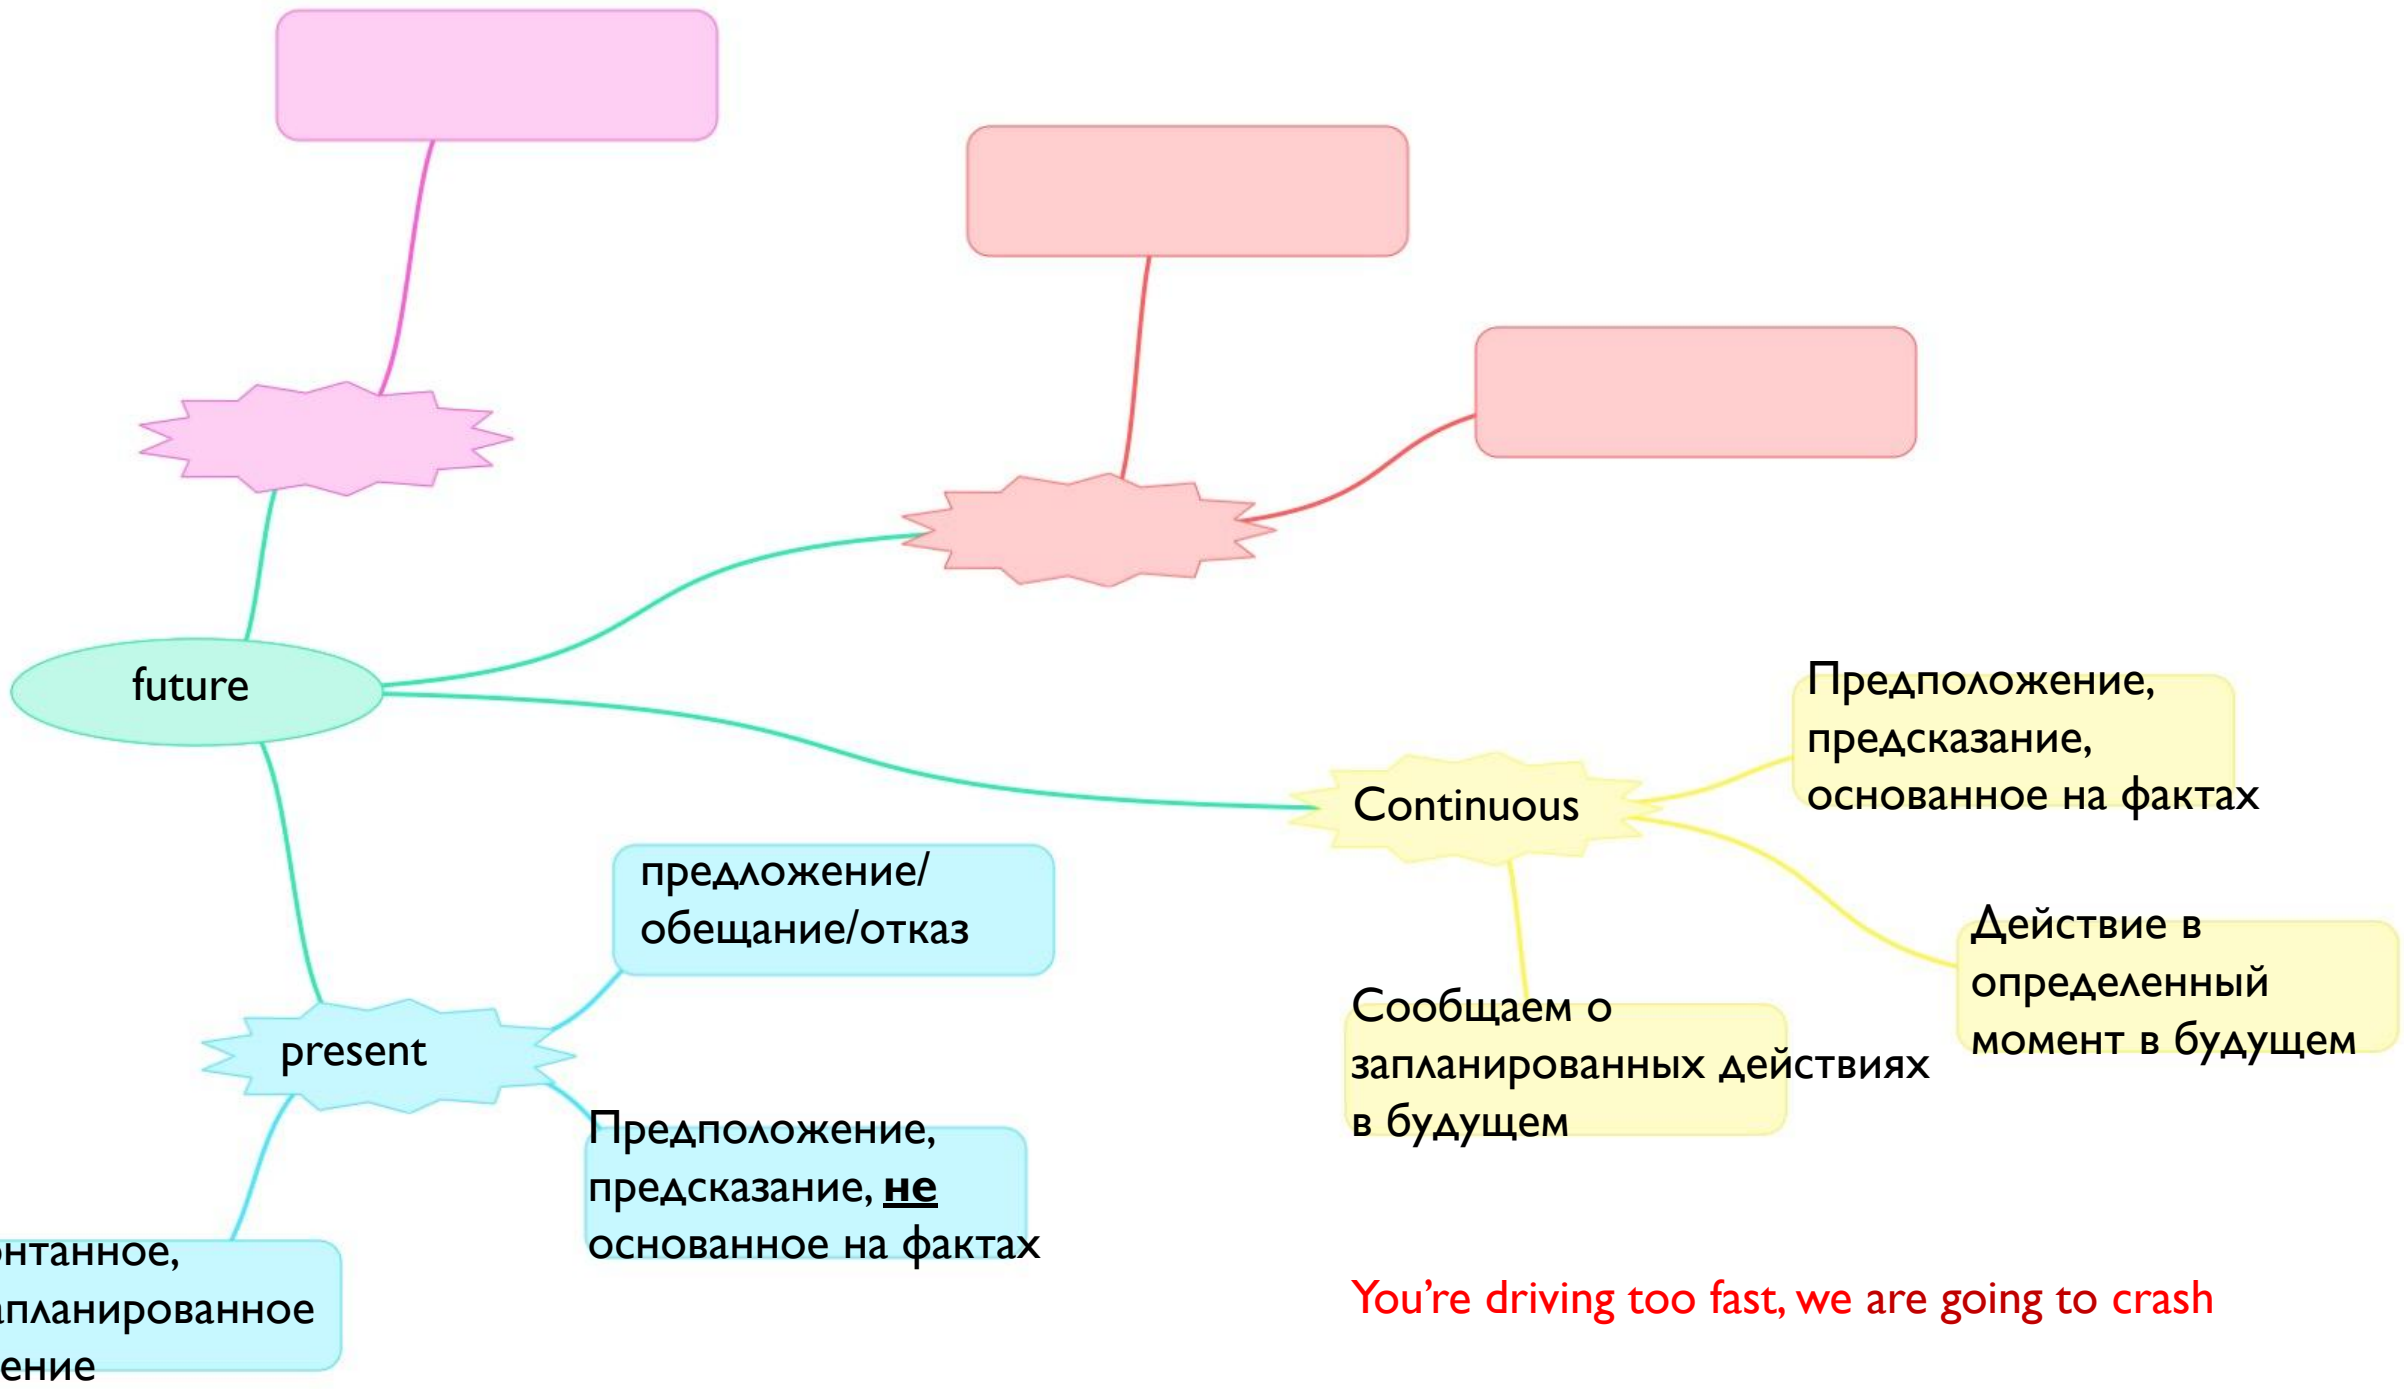 future
Предположение,
предсказание,
основанное на фактах
Continuous
предложение/
обещание/отказ
Действие в
определенный
момент в будущем
Сообщаем о
запланированных действиях
в будущем
present
Предположение,
предсказание, не
основанное на фактах
нтанное,
апланированное
ение
You’re driving too fast, we are going to crash